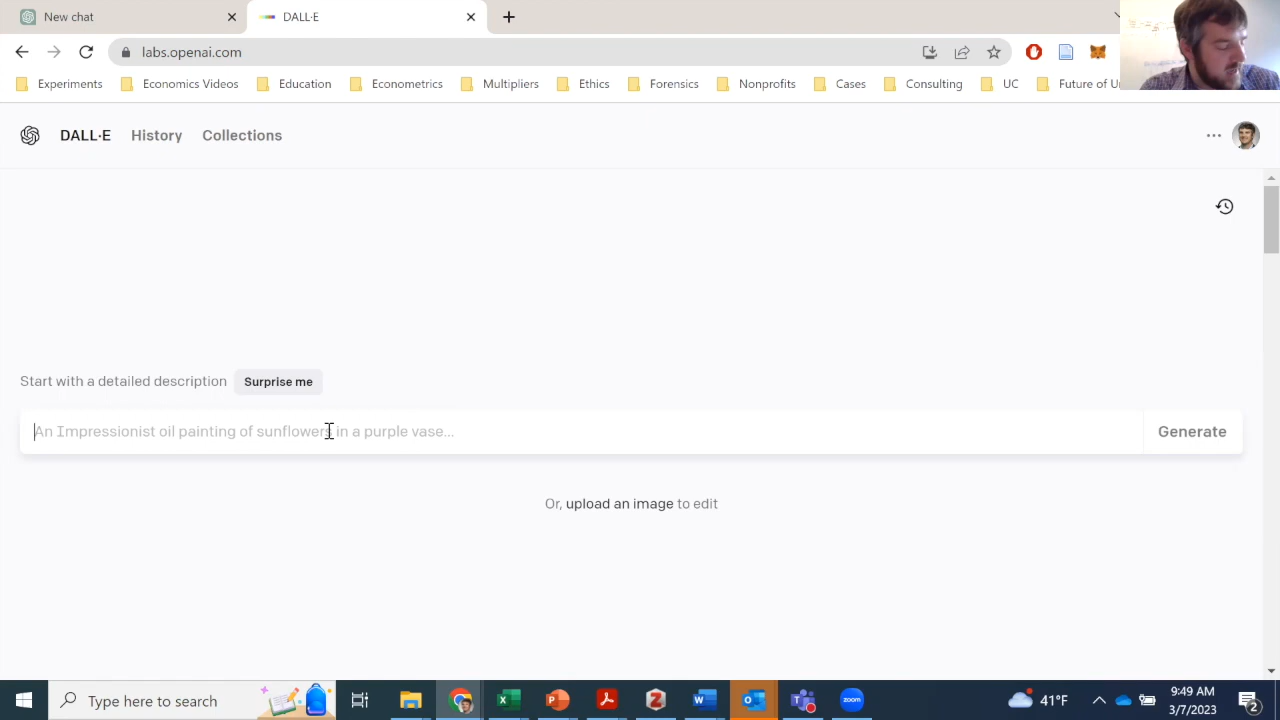 New chat
DALL·E
labs.openai.com
Experiments
Economics Videos
Education
Econometrics
Multipliers
Ethics
Forensics
Nonprofits
Cases
Consulting
UC
Future of Un
DALL·E
History
Collections
Start with a detailed description
Surprise me
An Impressionist oil painting of sunflowers in a purple vase...
Generate
Or, upload an image to edit
Type here to search
41°F
9:49 AM
3/7/2023
2